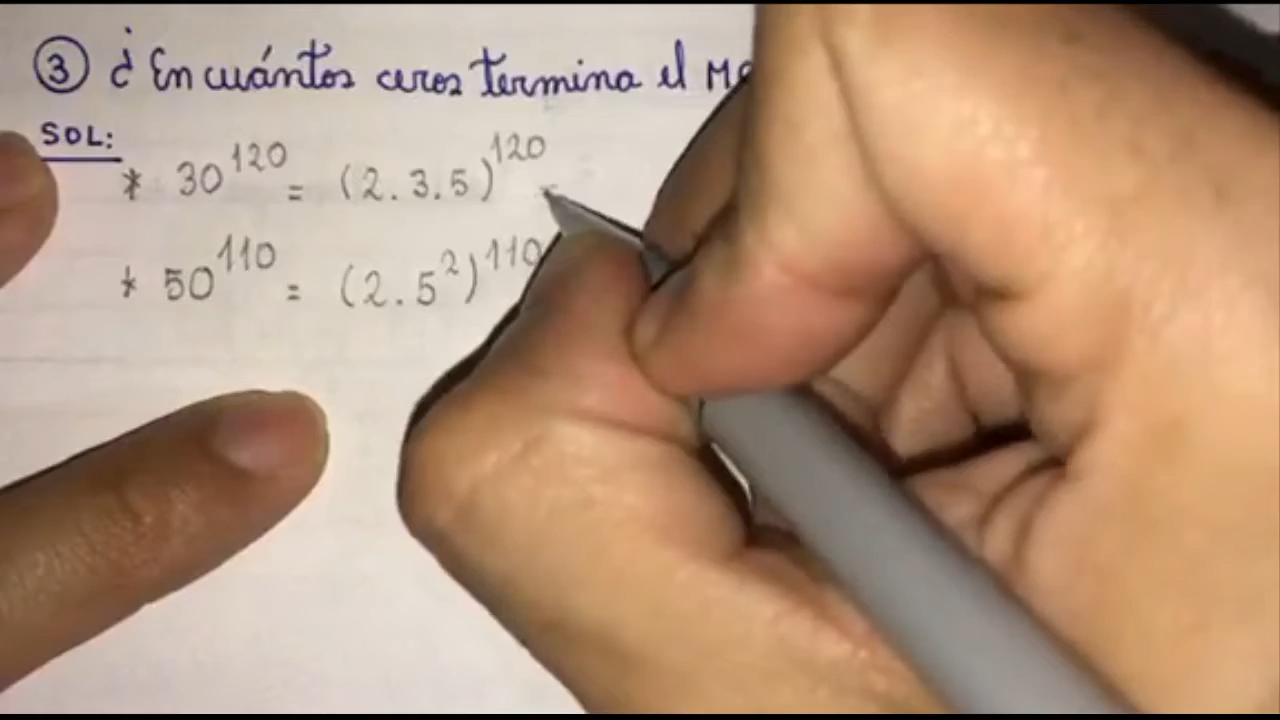 ③ ¿ En cuántos ceros termina el
SOL:
* 30^120 = (2.3.5)^120
* 50^110 = (2.5^2)^110